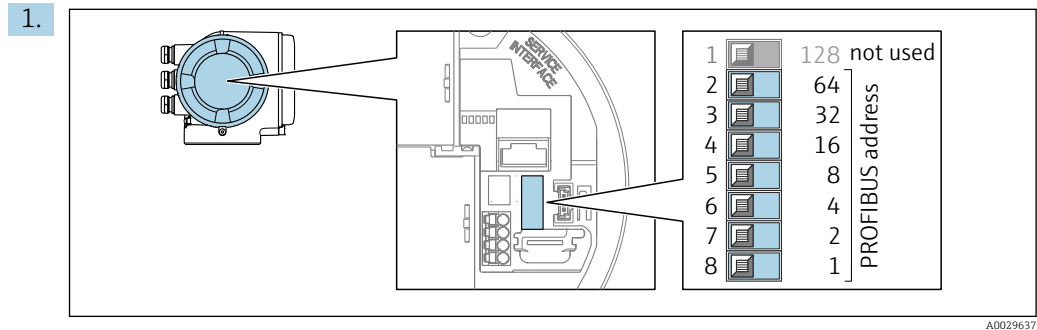 1.
SERVICE
INTERFACE
1 128 not used
2 64
3 32
4 16
5 8
6 4
7 2
8 1
PROFIBUS address
A0029637